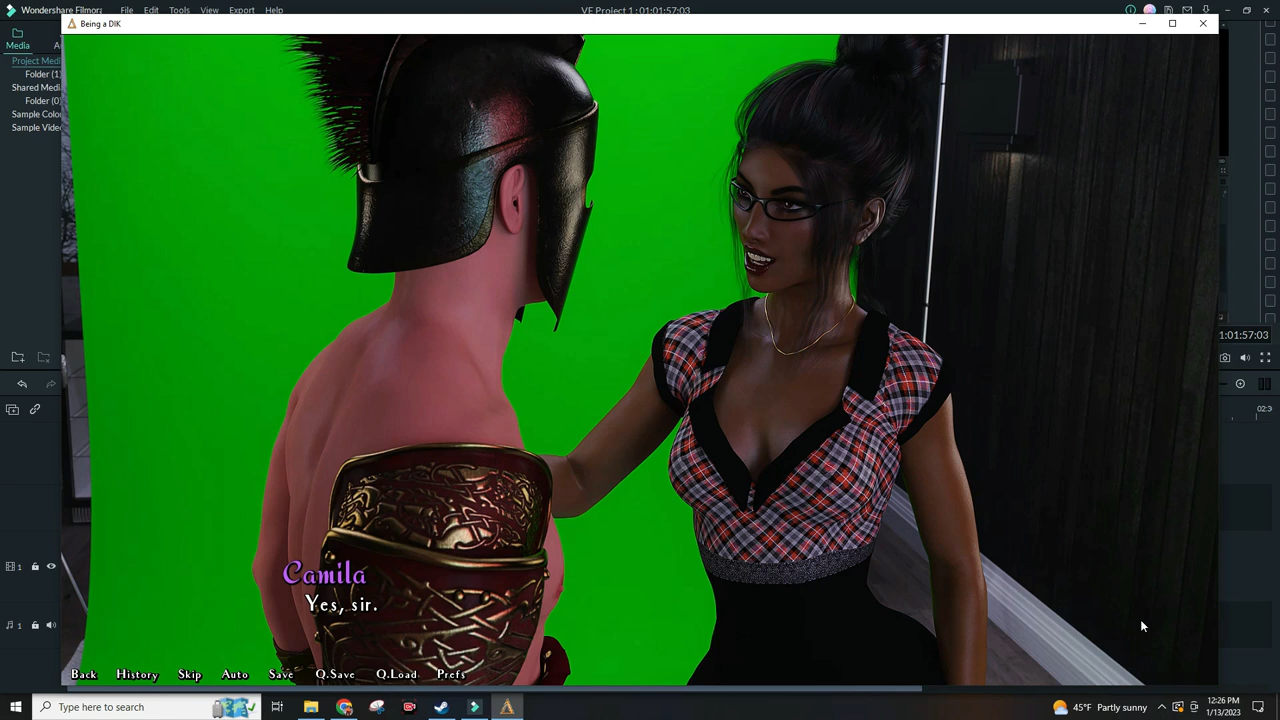 Wondershare Filmora
File Edit Tools View Export Help
VE Project 1 : 01:01:57:03
Being a DIK
Media
Project Medi
Folder (1
Shared Medi
Folder (0
Sample Colo
Sample Vide
:01:57:03
02:3
1
1
Camila
Yes, sir.
Back History Skip Auto Save Q.Save Q.Load Prefs
Type here to search
45°F Partly sunny
12:26 PM
1/13/2023